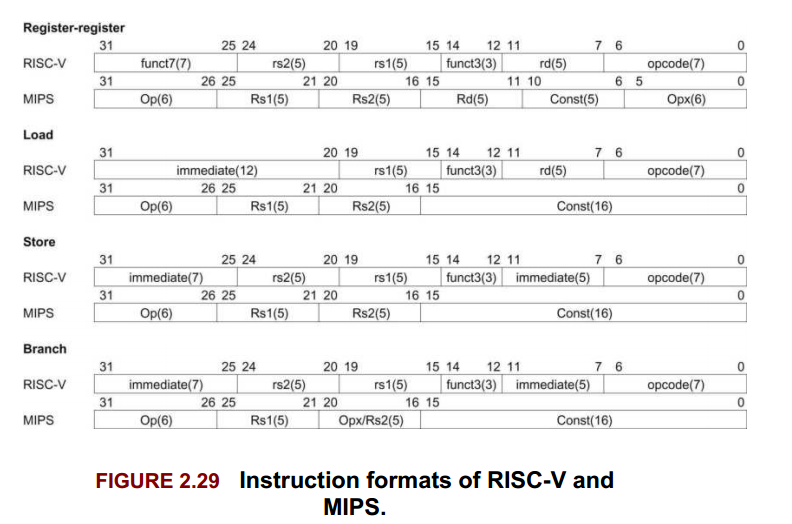 Register-register
31 25 24 20 19 15 14 12 11 7 6 0
RISC-V funct7(7) rs2(5) rs1(5) funct3(3) rd(5) opcode(7)
31 26 25 21 20 16 15 11 10 6 5 0
MIPS Op(6) Rs1(5) Rs2(5) Rd(5) Const(5) Opx(6)
Load
31 20 19 15 14 12 11 7 6 0
RISC-V immediate(12) rs1(5) funct3(3) rd(5) opcode(7)
31 26 25 21 20 16 15 0
MIPS Op(6) Rs1(5) Rs2(5) Const(16)
Store
31 25 24 20 19 15 14 12 11 7 6 0
RISC-V immediate(7) rs2(5) rs1(5) funct3(3) immediate(5) opcode(7)
31 26 25 21 20 16 15 0
MIPS Op(6) Rs1(5) Rs2(5) Const(16)
Branch
31 25 24 20 19 15 14 12 11 7 6 0
RISC-V immediate(7) rs2(5) rs1(5) funct3(3) immediate(5) opcode(7)
31 26 25 21 20 16 15 0
MIPS Op(6) Rs1(5) Opx/Rs2(5) Const(16)
FIGURE 2.29 Instruction formats of RISC-V and
MIPS.